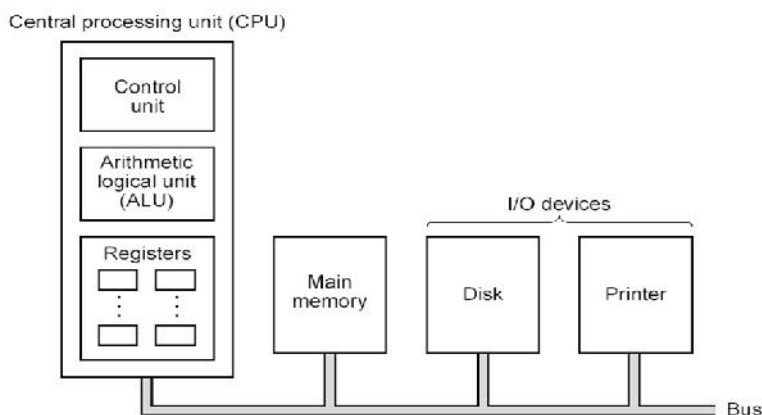 Central processing unit (CPU)
Control
unit
Arithmetic
logical unit
(ALU)
Registers
I/O devices
Main
memory
Disk
Printer
Bus